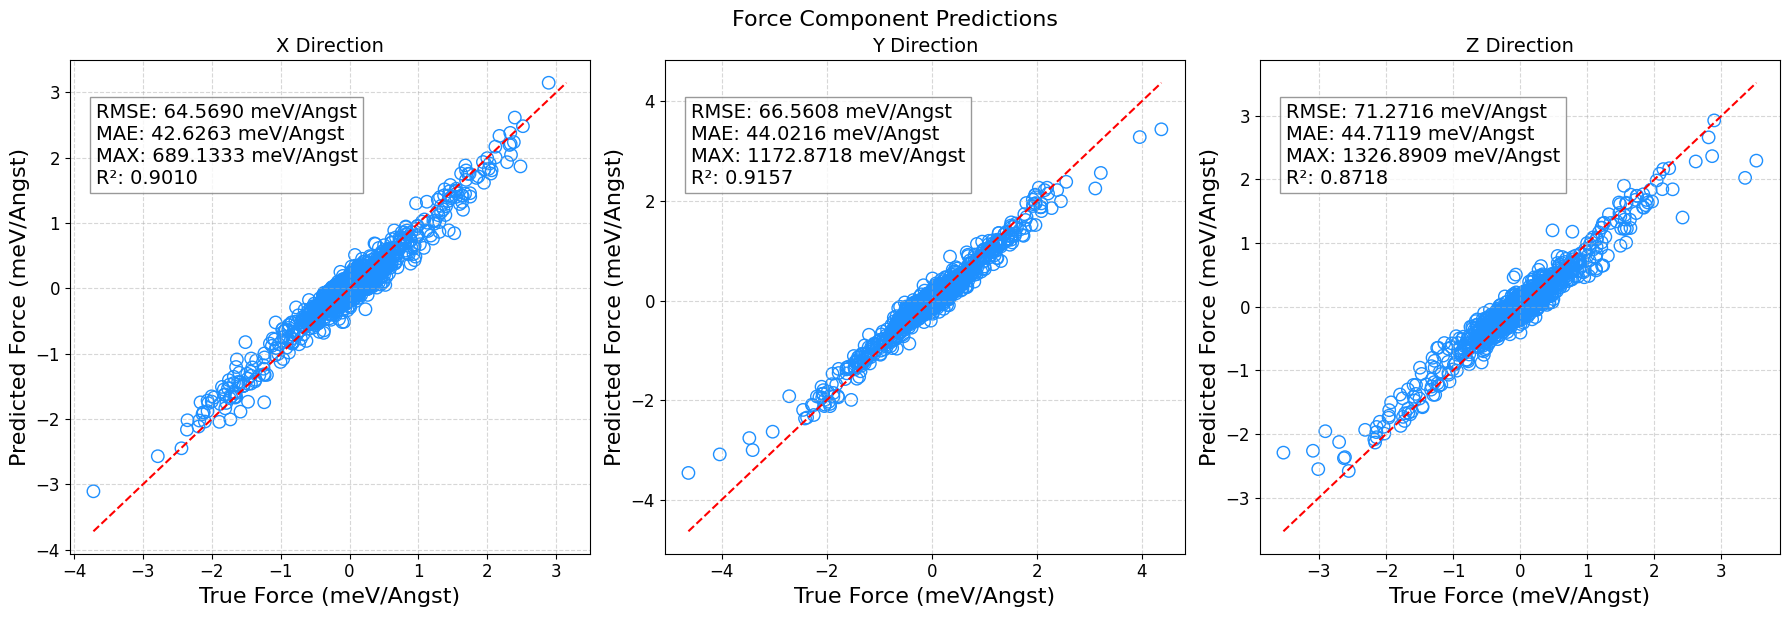 Force Component Predictions
X Direction
RMSE: 64.5690 meV/Angst
MAE: 42.6263 meV/Angst
MAX: 689.1333 meV/Angst
R²: 0.9010
Predicted Force (meV/Angst)
3
2
1
0
−1
−2
−3
−4
−4 −3 −2 −1 0 1 2 3
True Force (meV/Angst)
Y Direction
RMSE: 66.5608 meV/Angst
MAE: 44.0216 meV/Angst
MAX: 1172.8718 meV/Angst
R²: 0.9157
Predicted Force (meV/Angst)
4
2
0
−2
−4
−4 −2 0 2 4
True Force (meV/Angst)
Z Direction
RMSE: 71.2716 meV/Angst
MAE: 44.7119 meV/Angst
MAX: 1326.8909 meV/Angst
R²: 0.8718
Predicted Force (meV/Angst)
3
2
1
0
−1
−2
−3
−3 −2 −1 0 1 2 3
True Force (meV/Angst)